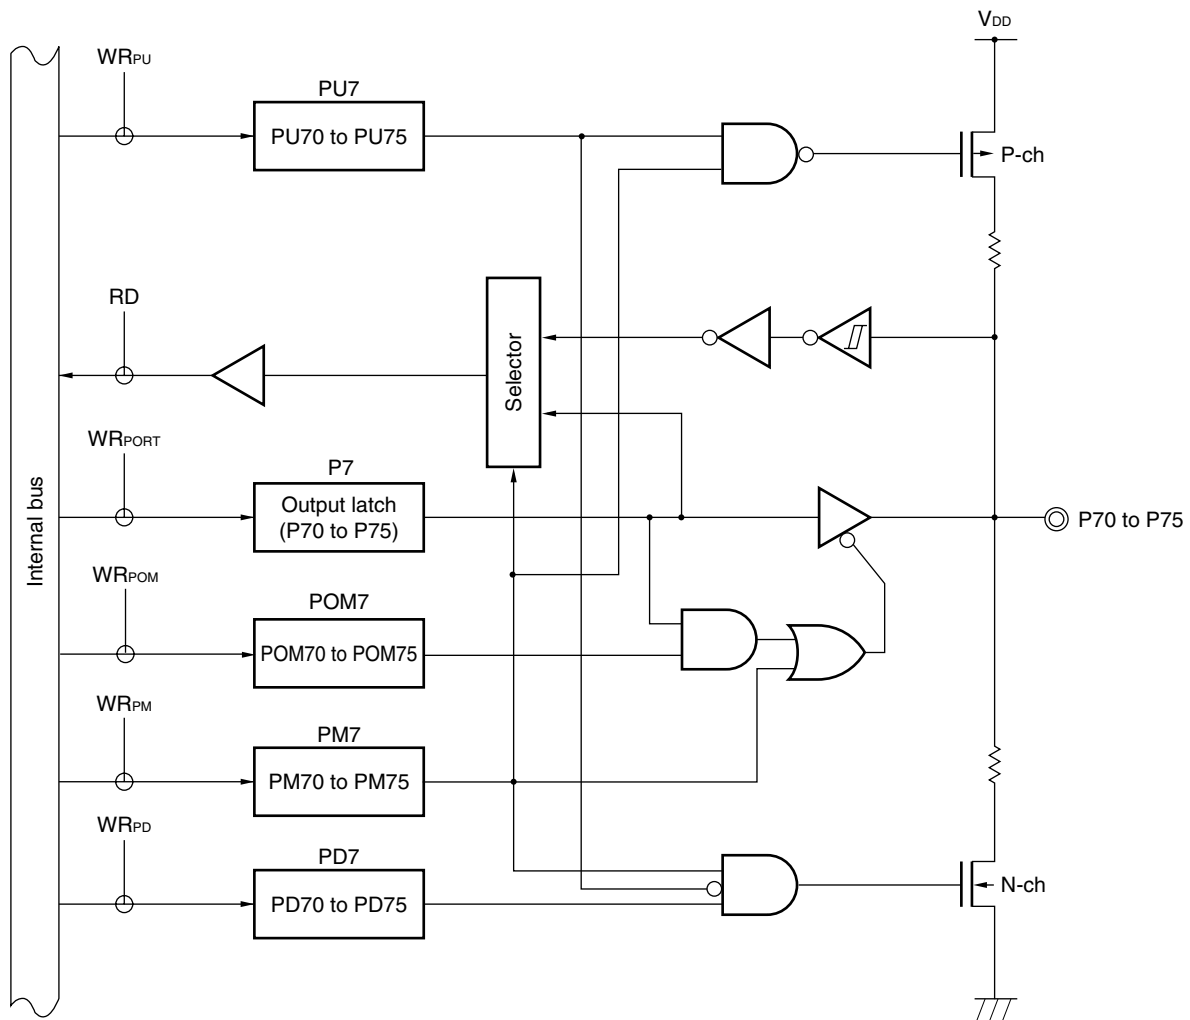 VDD
WRPU
PU7
PU70 to PU75
P-ch
RD
Selector
WRPORT
P7
Output latch
(P70 to P75)
P70 to P75
Internal bus
WRPOM
POM7
POM70 to POM75
WRPM
PM7
PM70 to PM75
WRPD
PD7
PD70 to PD75
N-ch